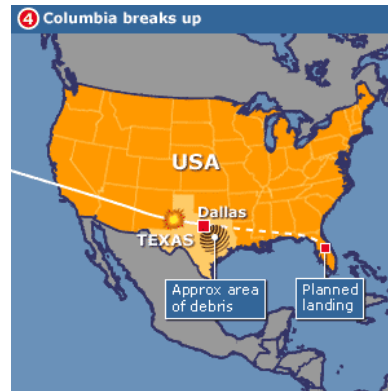 4 Columbia breaks up
USA
Dallas
TEXAS
Approx area
of debris
Planned
landing